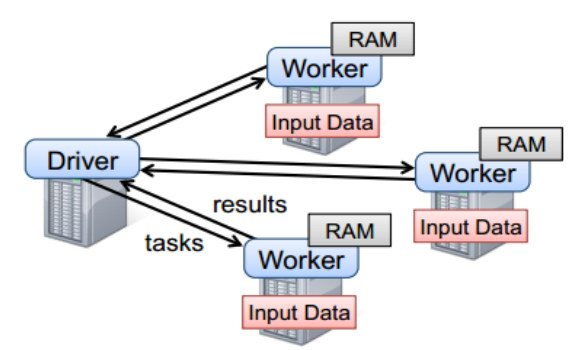 RAM
Worker
Input Data
Driver
RAM
Worker
Input Data
results
tasks
RAM
Worker
Input Data